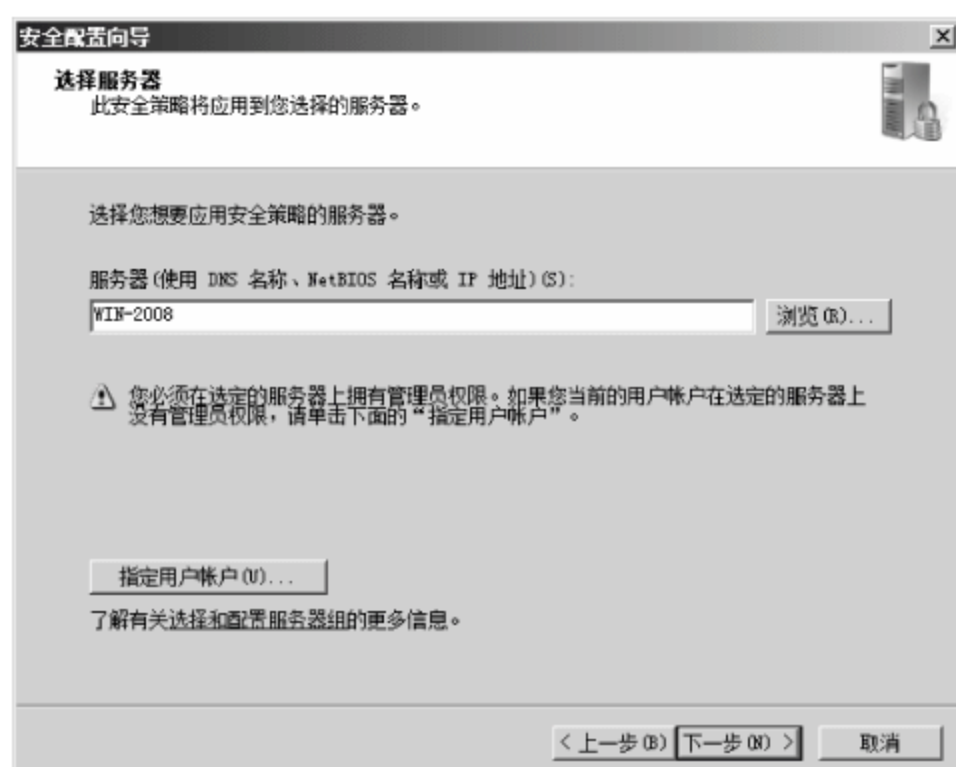 安全配置向导
选择服务器
此安全策略将应用到您选择的服务器。
选择您想要应用安全策略的服务器。
服务器(使用 DNS 名称、NetBIOS 名称或 IP 地址)(S):
WIN-2008
浏览(R)...
您必须在选定的服务器上拥有管理员权限。如果您当前的用户帐户在选定的服务器上
没有管理员权限，请单击下面的“指定用户帐户”。
指定用户帐户(U)...
了解有关选择和配置服务器组的更多信息。
< 上一步(B) 下一步(N) > 取消